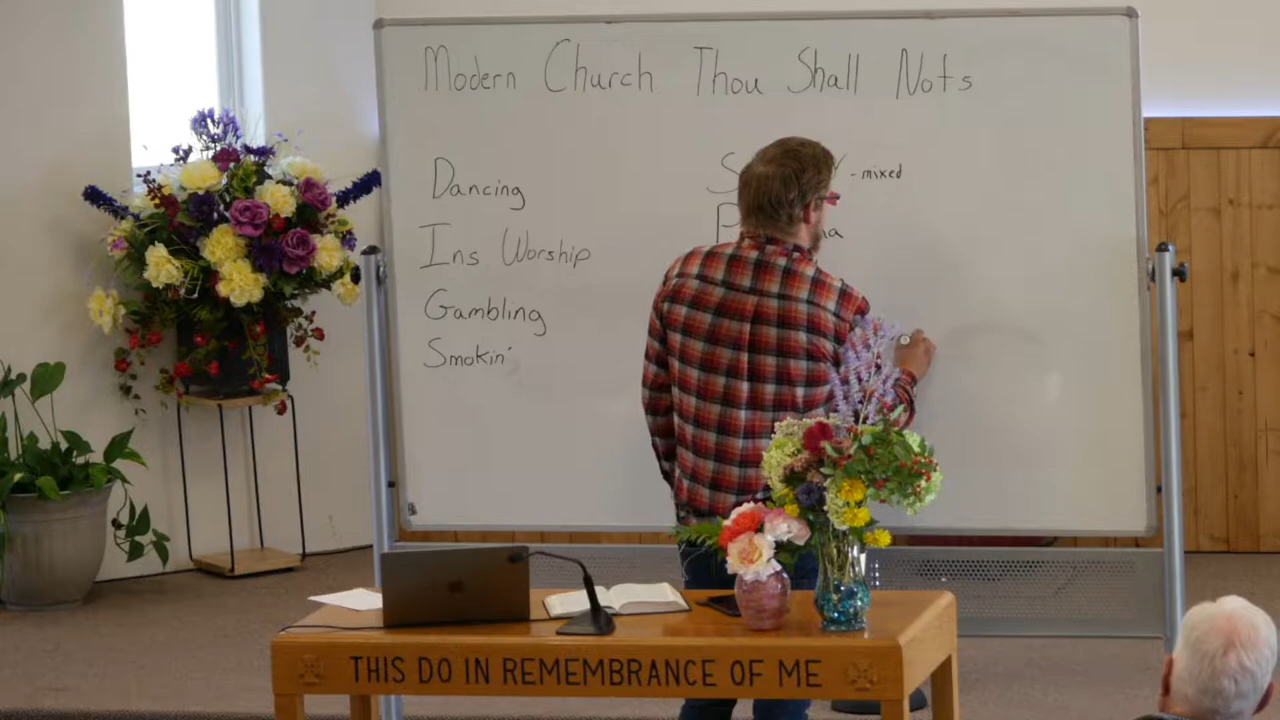 Modern Church Thou Shall Nots
Dancing
Ins Worship
Gambling
Smokin'
- mixed
THIS DO IN REMEMBRANCE OF ME